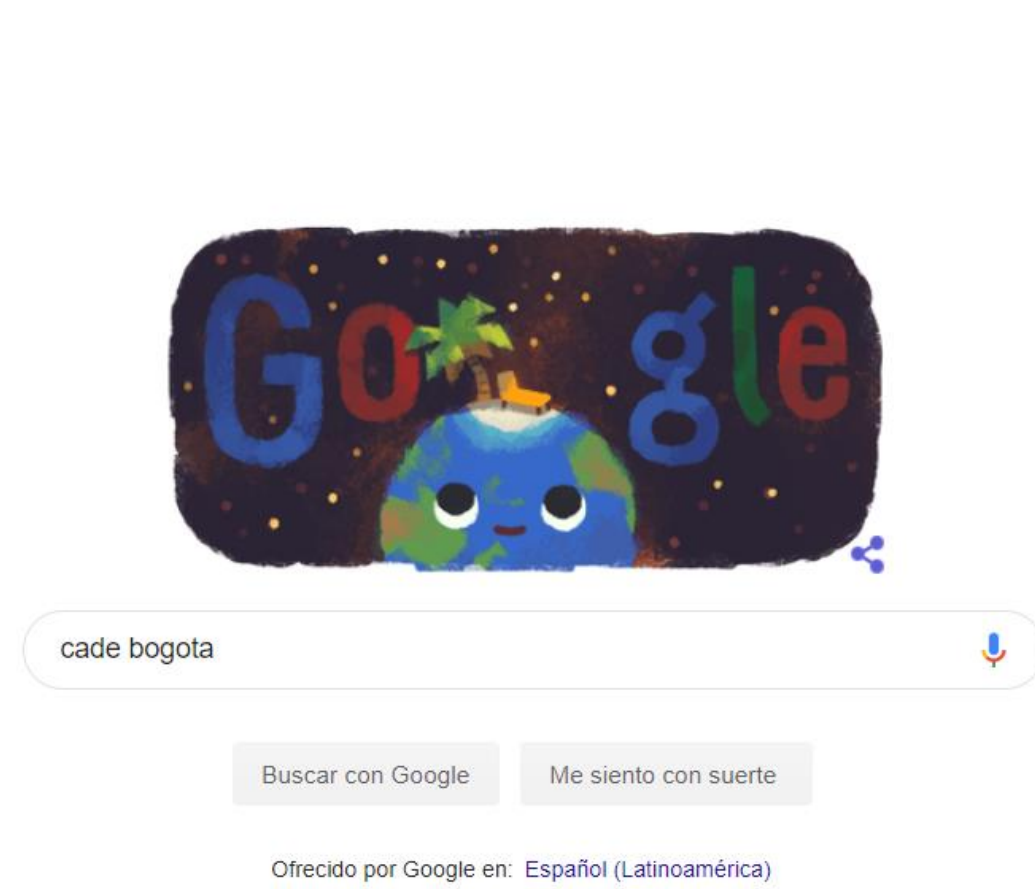 Google
cade bogota
Buscar con Google
Me siento con suerte
Ofrecido por Google en: Español (Latinoamérica)